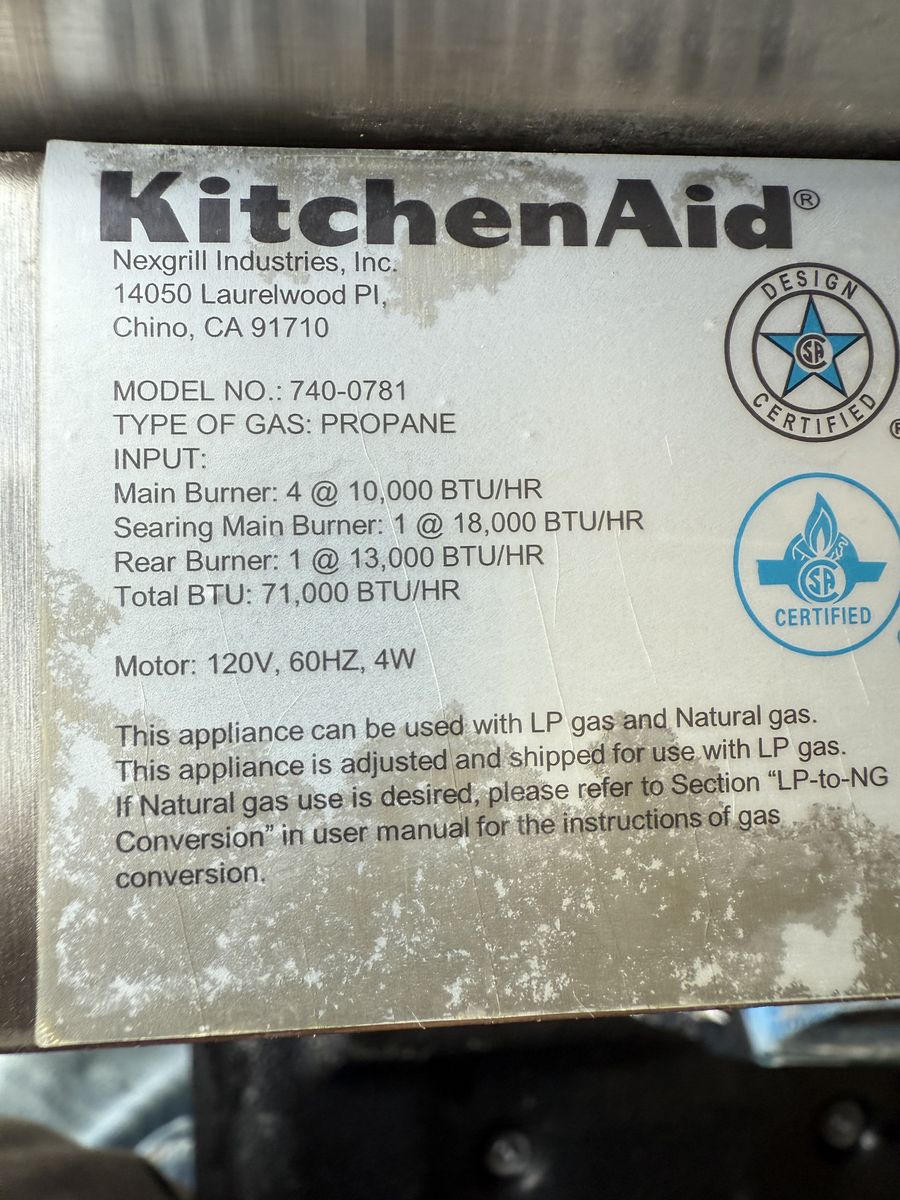 KitchenAid®
Nexgrill Industries, Inc.
14050 Laurelwood Pl,
Chino, CA 91710
DESIGN
CSA
CERTIFIED
®
MODEL NO.: 740-0781
TYPE OF GAS: PROPANE
INPUT:
Main Burner: 4 @ 10,000 BTU/HR
Searing Main Burner: 1 @ 18,000 BTU/HR
Rear Burner: 1 @ 13,000 BTU/HR
Total BTU: 71,000 BTU/HR
CSA
CERTIFIED
Motor: 120V, 60HZ, 4W
This appliance can be used with LP gas and Natural gas.
This appliance is adjusted and shipped for use with LP gas.
If Natural gas use is desired, please refer to Section “LP-to-NG
Conversion” in user manual for the instructions of gas
conversion.